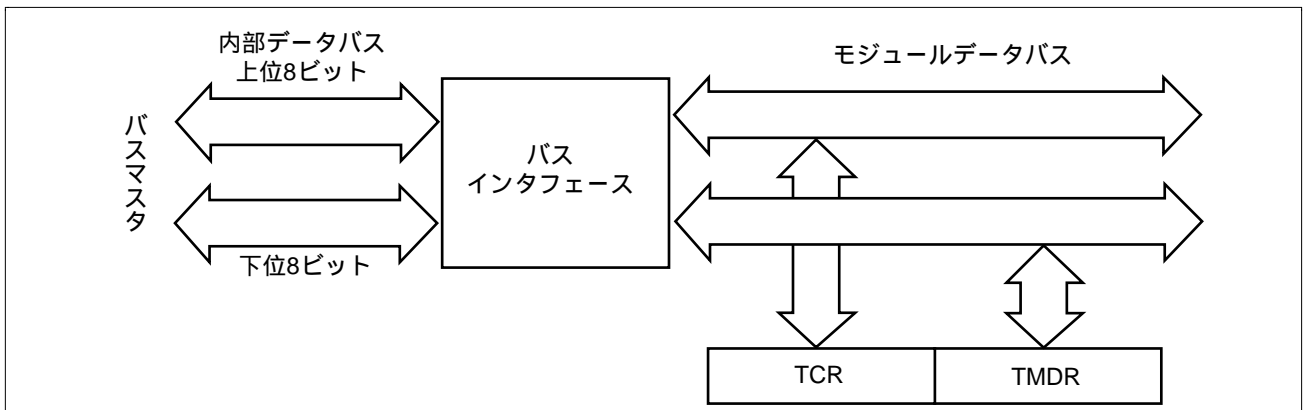 内部データバス
上位8ビット
モジュールデータバス
バスマスタ
バス
インタフェース
下位8ビット
TCR
TMDR